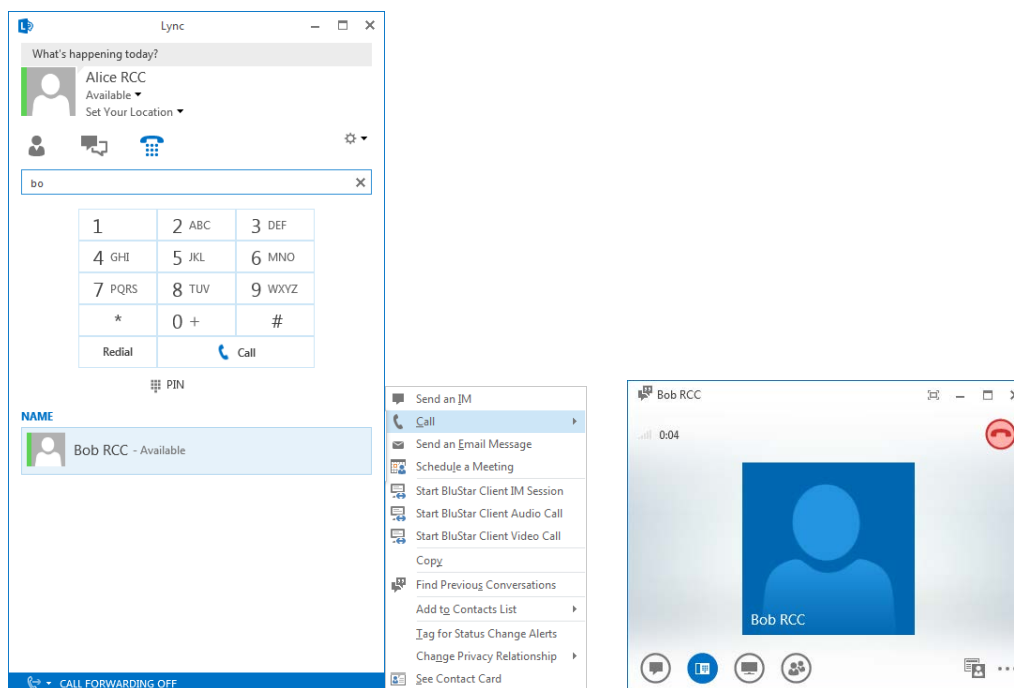 Lync
What's happening today?
Alice RCC
Available
Set Your Location
bo
1
2 ABC
3 DEF
4 GHI
5 JKL
6 MNO
7 PQRS
8 TUV
9 WXYZ
*
0 +
#
Redial
Call
PIN
NAME
Bob RCC - Available
CALL FORWARDING OFF
Send an IM
Call
Send an Email Message
Schedule a Meeting
Start BluStar Client IM Session
Start BluStar Client Audio Call
Start BluStar Client Video Call
Copy
Find Previous Conversations
Add to Contacts List
Tag for Status Change Alerts
Change Privacy Relationship
See Contact Card
Bob RCC
0:04
Bob RCC